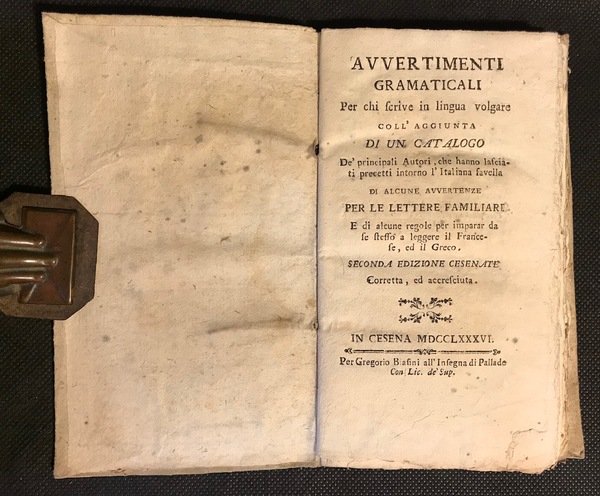 AVVERTIMENTI
GRAMATICALI
Per chi ſcrive in lingua volgare
COLL' AGGIUNTA
DI UN CATALOGO
De' principali Autori, che hanno laſcia-
ti precetti intorno l'Italiana favella
DI ALCUNE AVVERTENZE
PER LE LETTERE FAMILIARI
E di alcune regole per imparar da
ſe ſteſſo a leggere il France-
ſe, ed il Greco.
SECONDA EDIZIONE CESENATE
Corretta, ed accreſciuta.
IN CESENA MDCCLXXXVI.
Per Gregorio Biaſini all' Inſegna di Pallade
Con Lic. de' Sup.